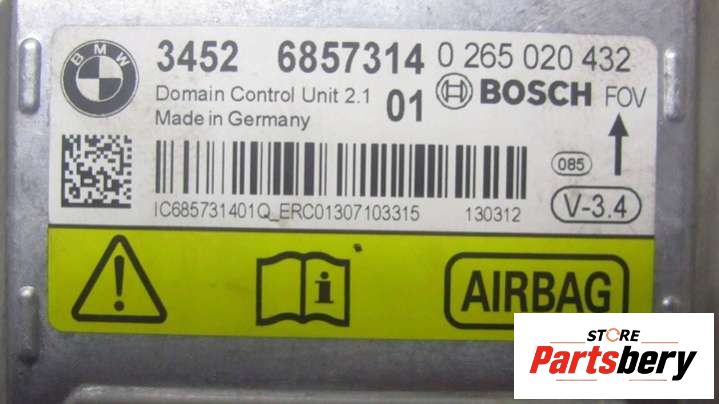 BMW
3452 6857314 0 265 020 432
Domain Control Unit 2.1 01 BOSCH FOV
Made in Germany
085
IC685731401Q_ERC01307103315 130312
V-3.4
i
AIRBAG
STORE
Partsbery